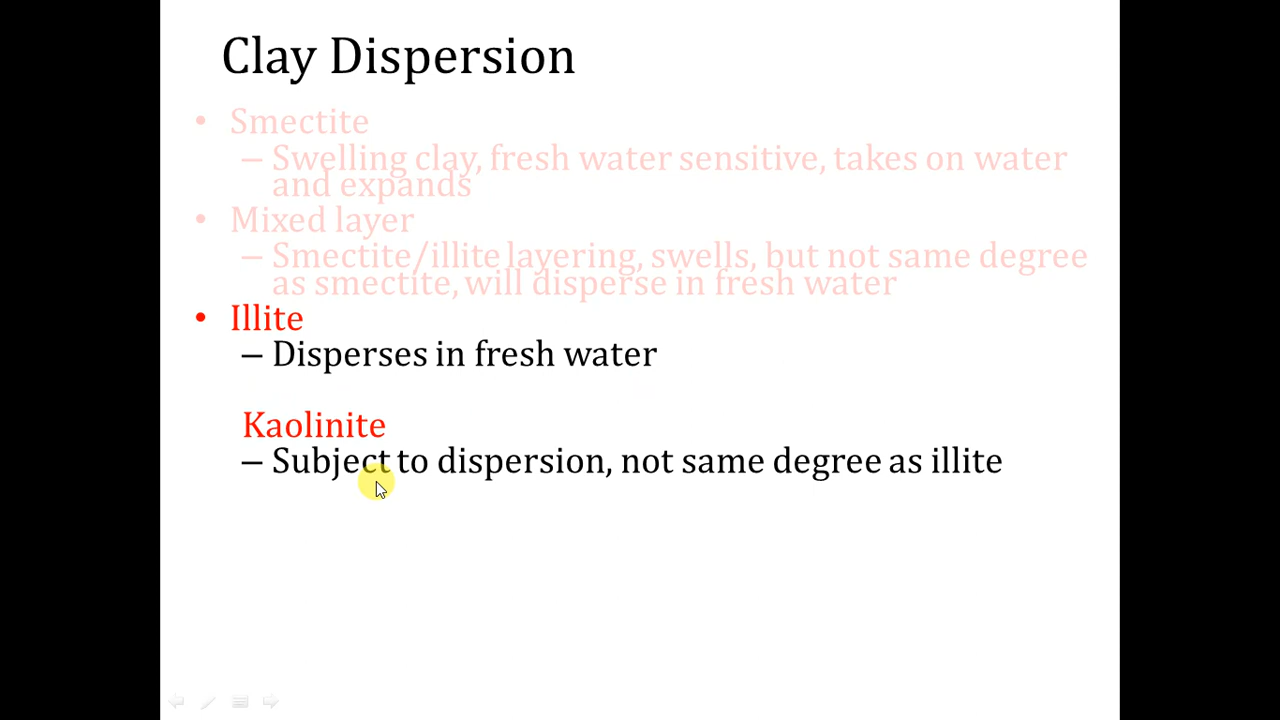 Clay Dispersion
• Smectite
– Swelling clay, fresh water sensitive, takes on water
and expands
• Mixed layer
– Smectite/illite layering, swells, but not same degree
as smectite, will disperse in fresh water
• Illite
– Disperses in fresh water
Kaolinite
– Subject to dispersion, not same degree as illite